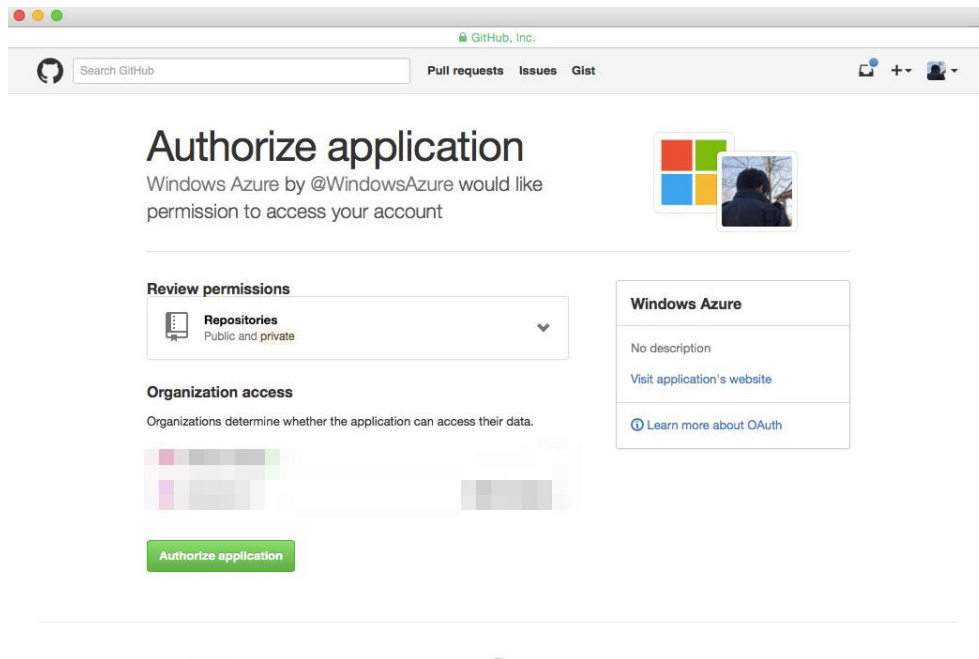 GitHub, Inc.
Search GitHub
Pull requests Issues Gist
Authorize application
Windows Azure by @WindowsAzure would like
permission to access your account
Review permissions
Repositories
Public and private
Organization access
Organizations determine whether the application can access their data.
Authorize application
Windows Azure
No description
Visit application's website
Learn more about OAuth